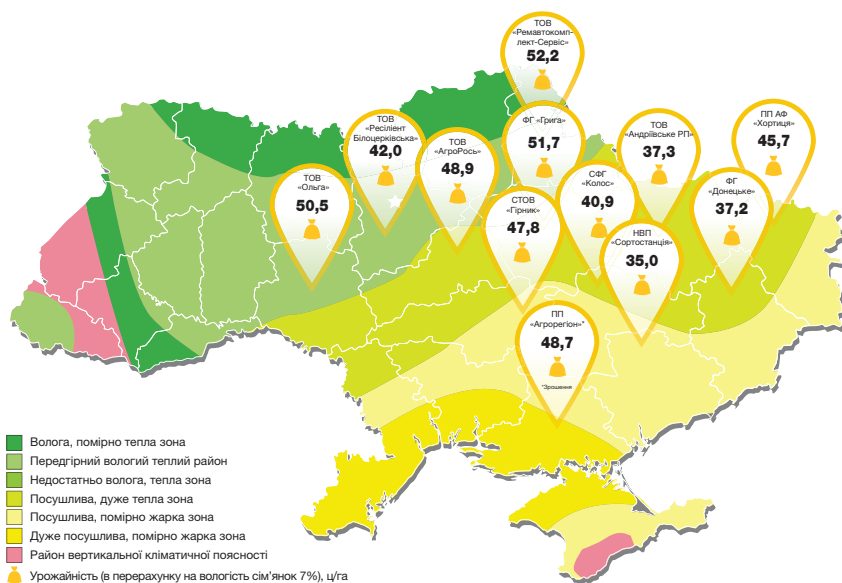 ТОВ
«Ремавтокомп-
лект-Сервіс»
52,2
ТОВ
«Ресілієнт
Білоцерківська»
42,0
ТОВ
«АгроРось»
48,9
ФГ «Грига»
51,7
ТОВ
«Андріївське РП»
37,3
ПП АФ
«Хортиця»
45,7
ТОВ
«Ольга»
50,5
СТОВ
«Гірник»
47,8
СФГ
«Колос»
40,9
ФГ
«Донецьке»
37,2
НВП
«Сортостанція»
35,0
ПП
«Агрорегіон»*
48,7
*Зрошення
Волога, помірно тепла зона
Передгірний вологий теплий район
Недостатньо волога, тепла зона
Посушлива, дуже тепла зона
Посушлива, помірно жарка зона
Дуже посушлива, помірно жарка зона
Район вертикальної кліматичної поясності
Урожайність (в перерахунку на вологість сім’янок 7%), ц/га